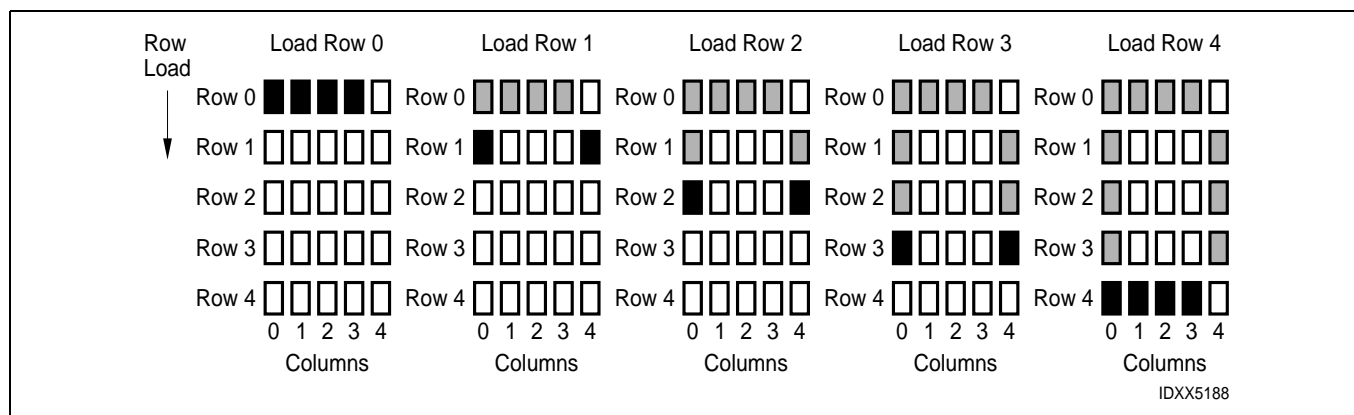 Row Load
Load Row 0
Load Row 1
Load Row 2
Load Row 3
Load Row 4
Row 0 Row 0 Row 0 Row 0 Row 0
Row 1 Row 1 Row 1 Row 1 Row 1
Row 2 Row 2 Row 2 Row 2 Row 2
Row 3 Row 3 Row 3 Row 3 Row 3
Row 4 Row 4 Row 4 Row 4 Row 4
0 1 2 3 4 0 1 2 3 4 0 1 2 3 4 0 1 2 3 4 0 1 2 3 4
Columns Columns Columns Columns Columns
IDXX5188